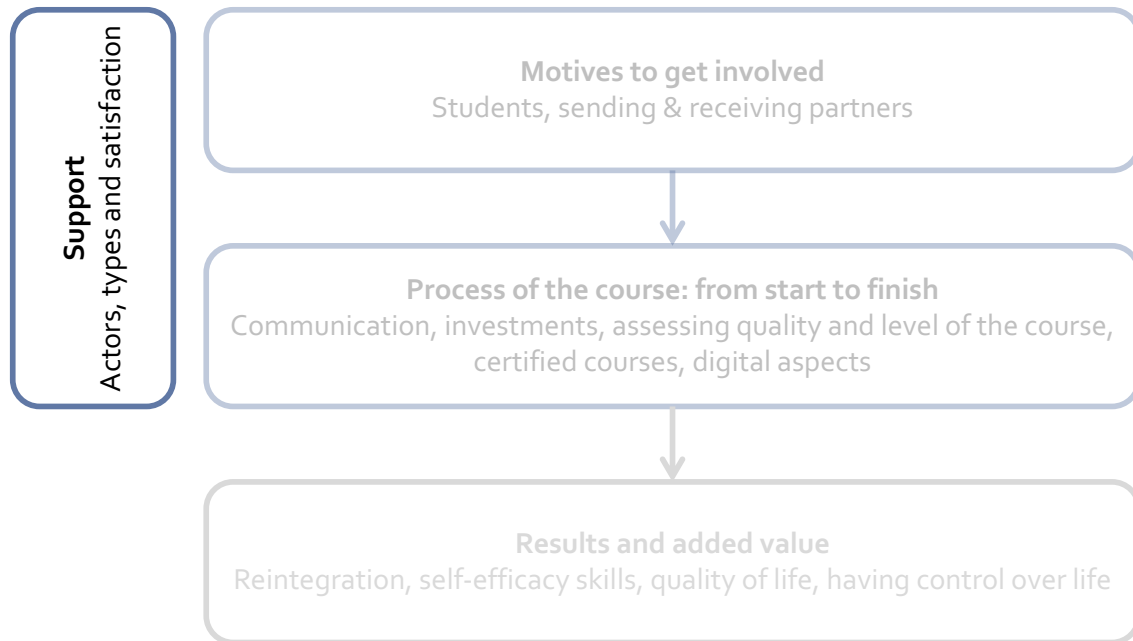 Support
Actors, types and satisfaction
Motives to get involved
Students, sending & receiving partners
Process of the course: from start to finish
Communication, investments, assessing quality and level of the course,
certified courses, digital aspects
Results and added value
Reintegration, self-efficacy skills, quality of life, having control over life